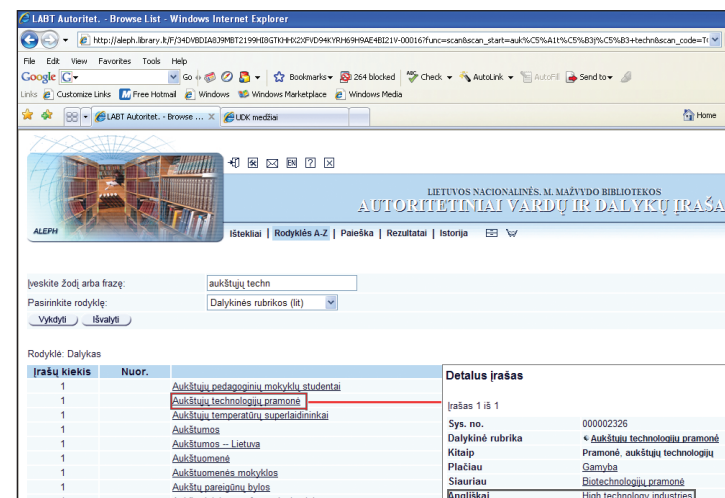 LABT Autoritet. - Browse List - Windows Internet Explorer
http://aleph.library.lt/F/34DVBDIA8J9MBT2199HI8GTKHHX2XFVD94KYRH69H9AE4BI21V-00016?func=scan&scan_start=auk%C5%A1t%C5%B3j%C5%B3+techn&scan_code=T
File Edit View Favorites Tools Help
Google G Go Bookmarks 264 blocked Check AutoLink AutoFill Send to
Links Customize Links Free Hotmail Windows Windows Marketplace Windows Media
LABT Autoritet. - Browse ... X UDK medžiai Home
EN ?
LIETUVOS NACIONALINĖS. M. MAŽVYDO BIBLIOTEKOS
AUTORITETINIAI VARDŲ IR DALYKŲ ĮRAŠA
ALEPH
Ištekliai | Rodyklės A-Z | Paieška | Rezultatai | Istorija
Įveskite žodį arba frazę: aukštųjų techn
Pasirinkite rodyklę: Dalykinės rubrikos (lit)
Vykdyti Išvalyti
Rodyklė: Dalykas
Įrašų kiekis Nuor.
1 Aukštųjų pedagoginių mokyklų studentai
1 Aukštųjų technologijų pramonė
1 Aukštųjų temperatūrų superlaidininkai
1 Aukštumos
1 Aukštumos -- Lietuva
1 Aukštuomenė
1 Aukštuomenės mokyklos
1 Aukštų pareigūnų bylos
Detalus įrašas
Įrašas 1 iš 1
Sys. no. 000002326
Dalykinė rubrika Aukštųjų technologijų pramonė
Kitaip Pramonė, aukštųjų technologijų
Plačiau Gamyba
Siauriau Biotechnologijų pramonė
Angliškai High technology industries